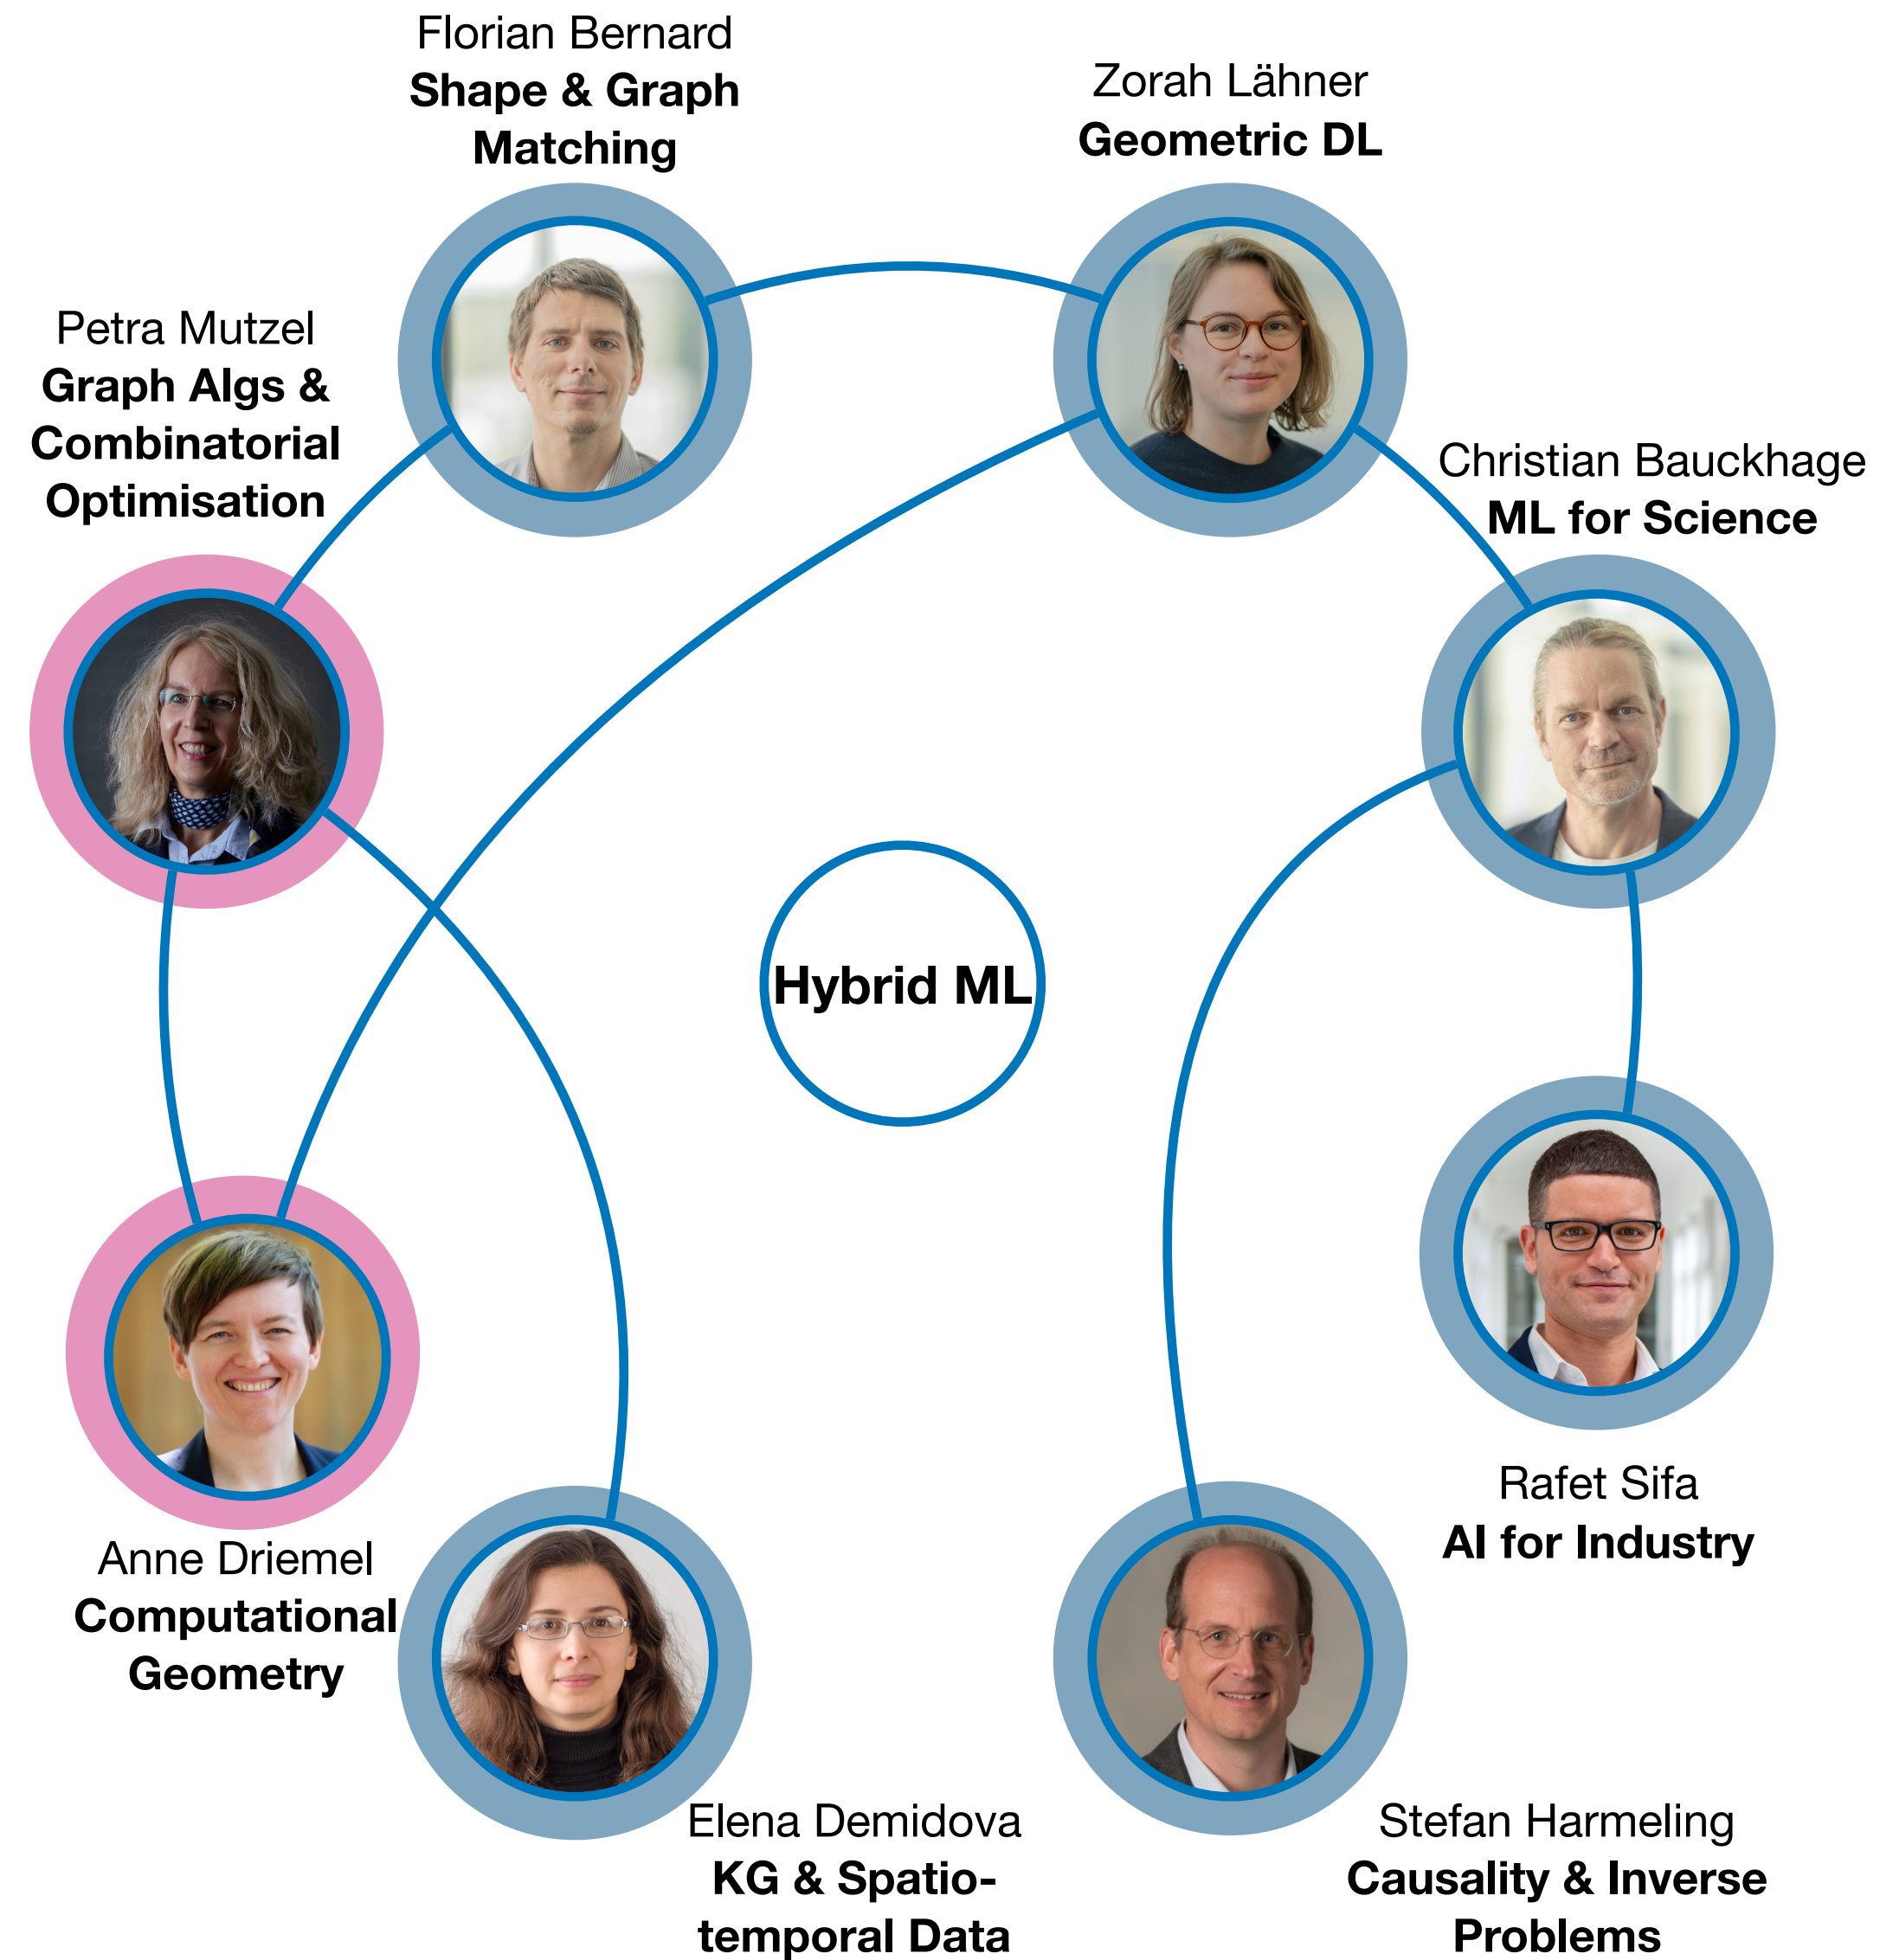 Florian Bernard
Shape & Graph
Matching
Zorah Lähner
Geometric DL
Petra Mutzel
Graph Algs &
Combinatorial
Optimisation
Christian Bauckhage
ML for Science
Hybrid ML
Rafet Sifa
AI for Industry
Anne Driemel
Computational
Geometry
Elena Demidova
KG & Spatio-
temporal Data
Stefan Harmeling
Causality & Inverse
Problems